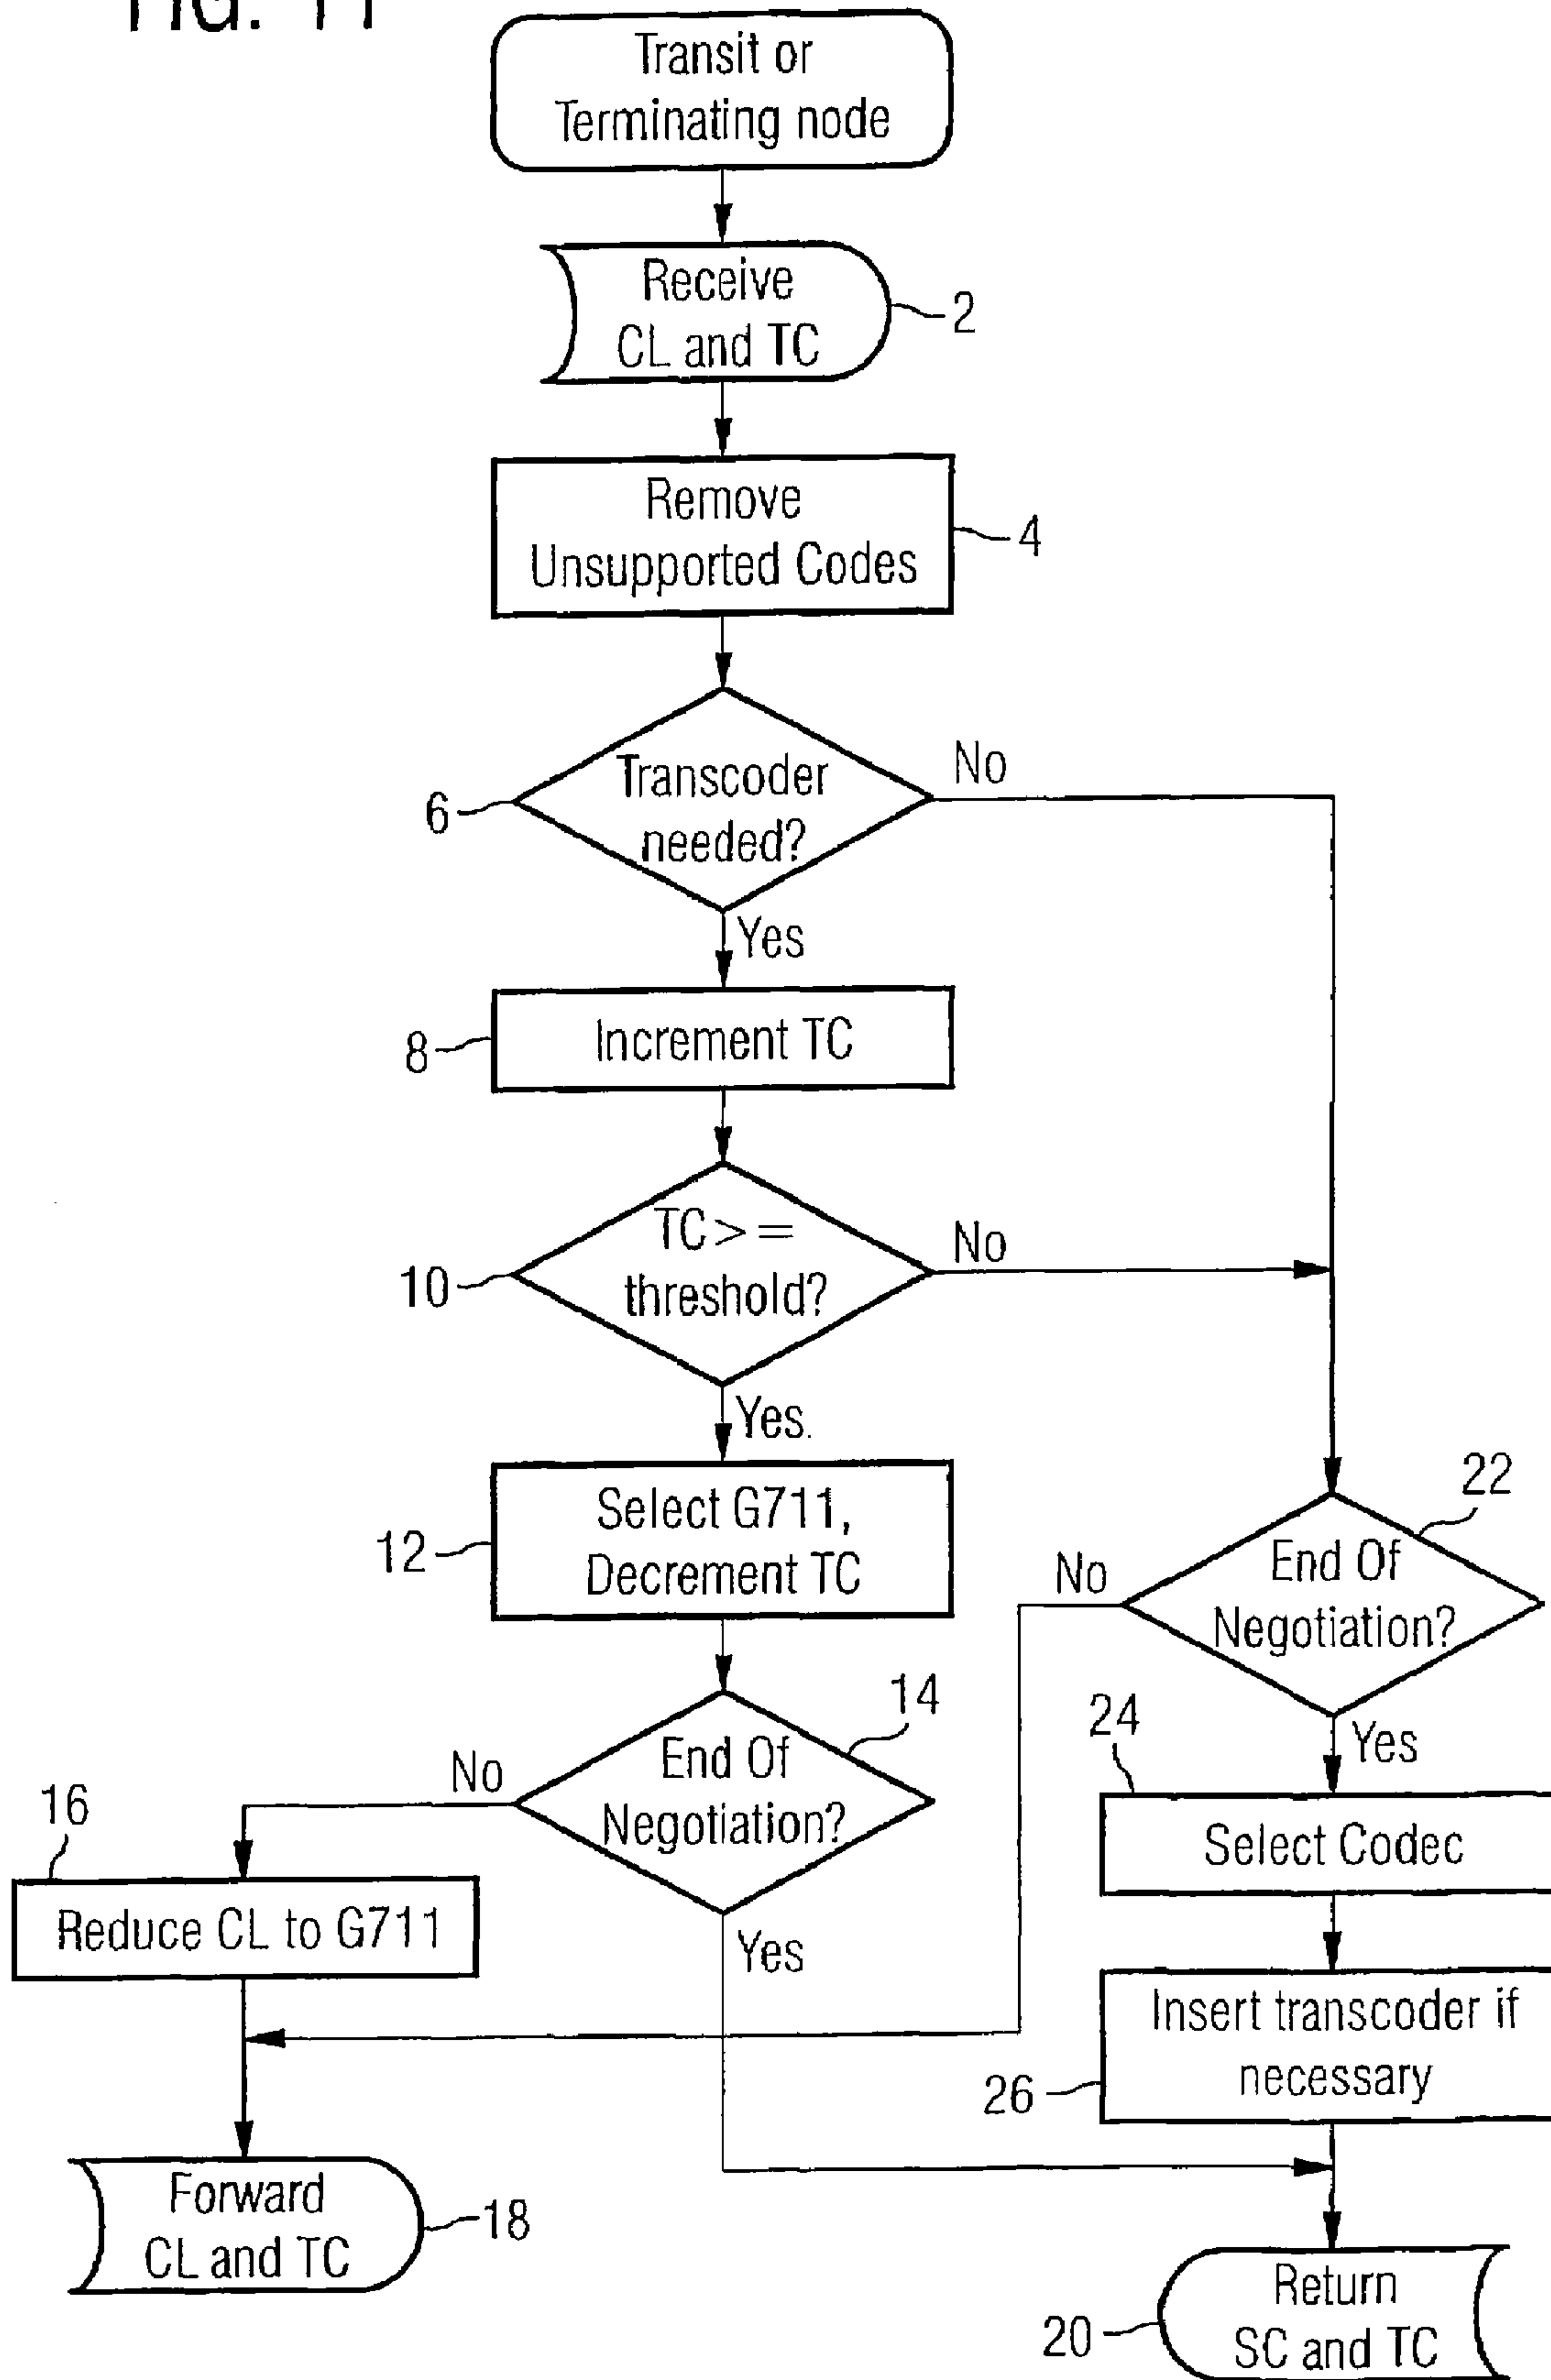 FIG. 11
Transit or
Terminating node
Receive
CL and TC
2
Remove
Unsupported Codes
4
Transcoder
needed?
6
No
Yes
Increment TC
8
TC>=
threshold?
10
No
Yes.
Select G711,
Decrement TC
12
22
End Of
Negotiation?
No
Yes
14
End Of
Negotiation?
No
Yes
24
Select Codec
16
Reduce CL to G711
Insert transcoder if
necessary
26
Forward
CL and TC
18
Return
SC and TC
20